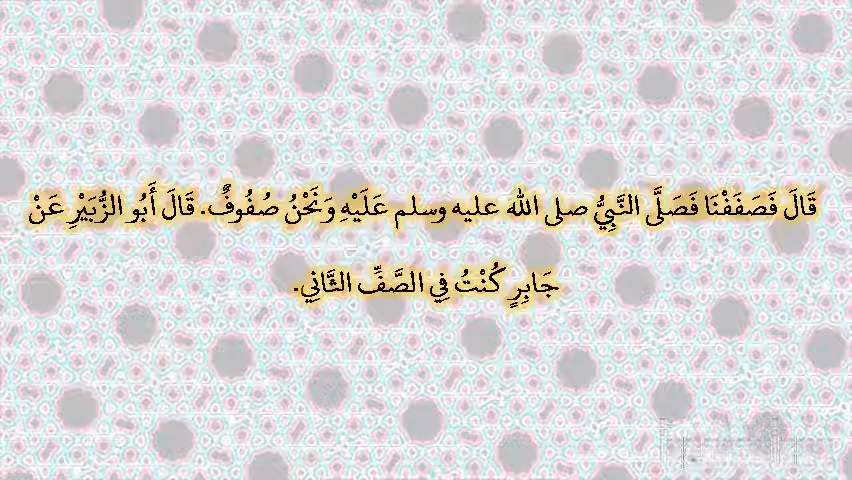 قَالَ فَصَفَفْنَا فَصَلَّى النَّبِيُّ صلى الله عليه وسلم عَلَيْهِ وَنَحْنُ صُفُوفٌ. قَالَ أَبُو الزُّبَيْرِ عَنْ
جَابِرٍ كُنْتُ فِي الصَّفِّ الثَّانِي.